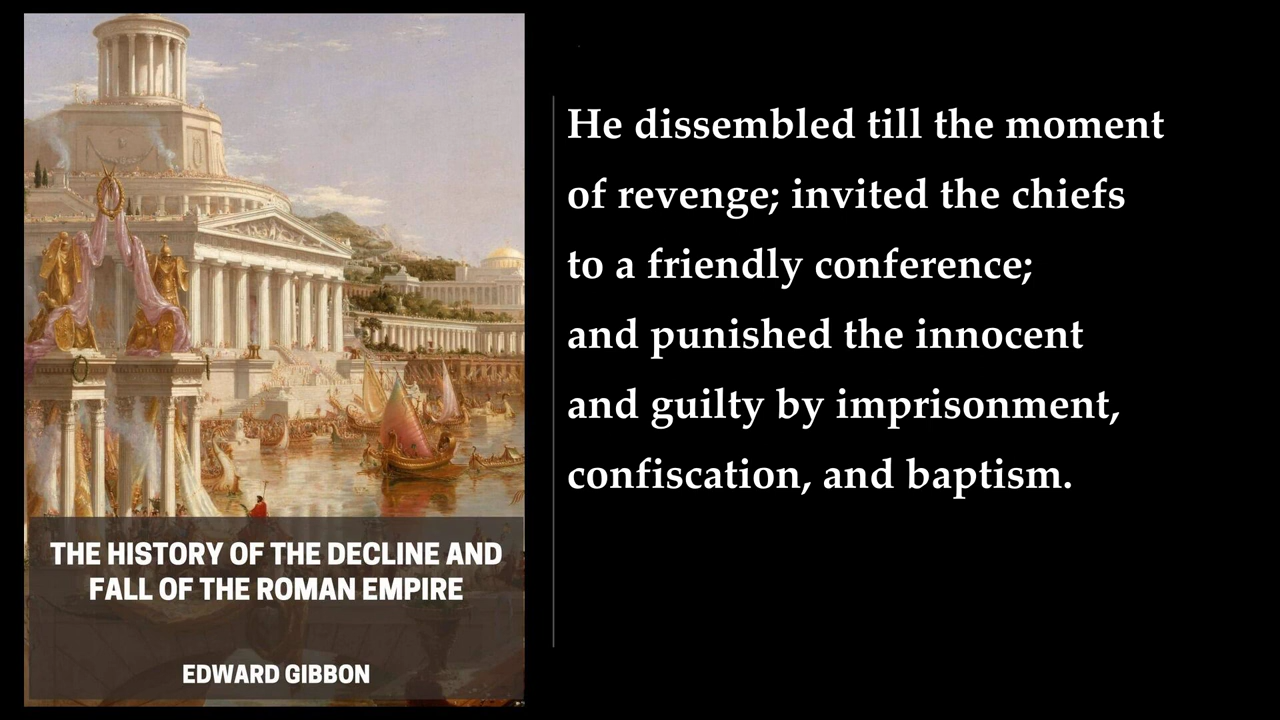 THE HISTORY OF THE DECLINE AND
FALL OF THE ROMAN EMPIRE
EDWARD GIBBON
He dissembled till the moment
of revenge; invited the chiefs
to a friendly conference;
and punished the innocent
and guilty by imprisonment,
confiscation, and baptism.